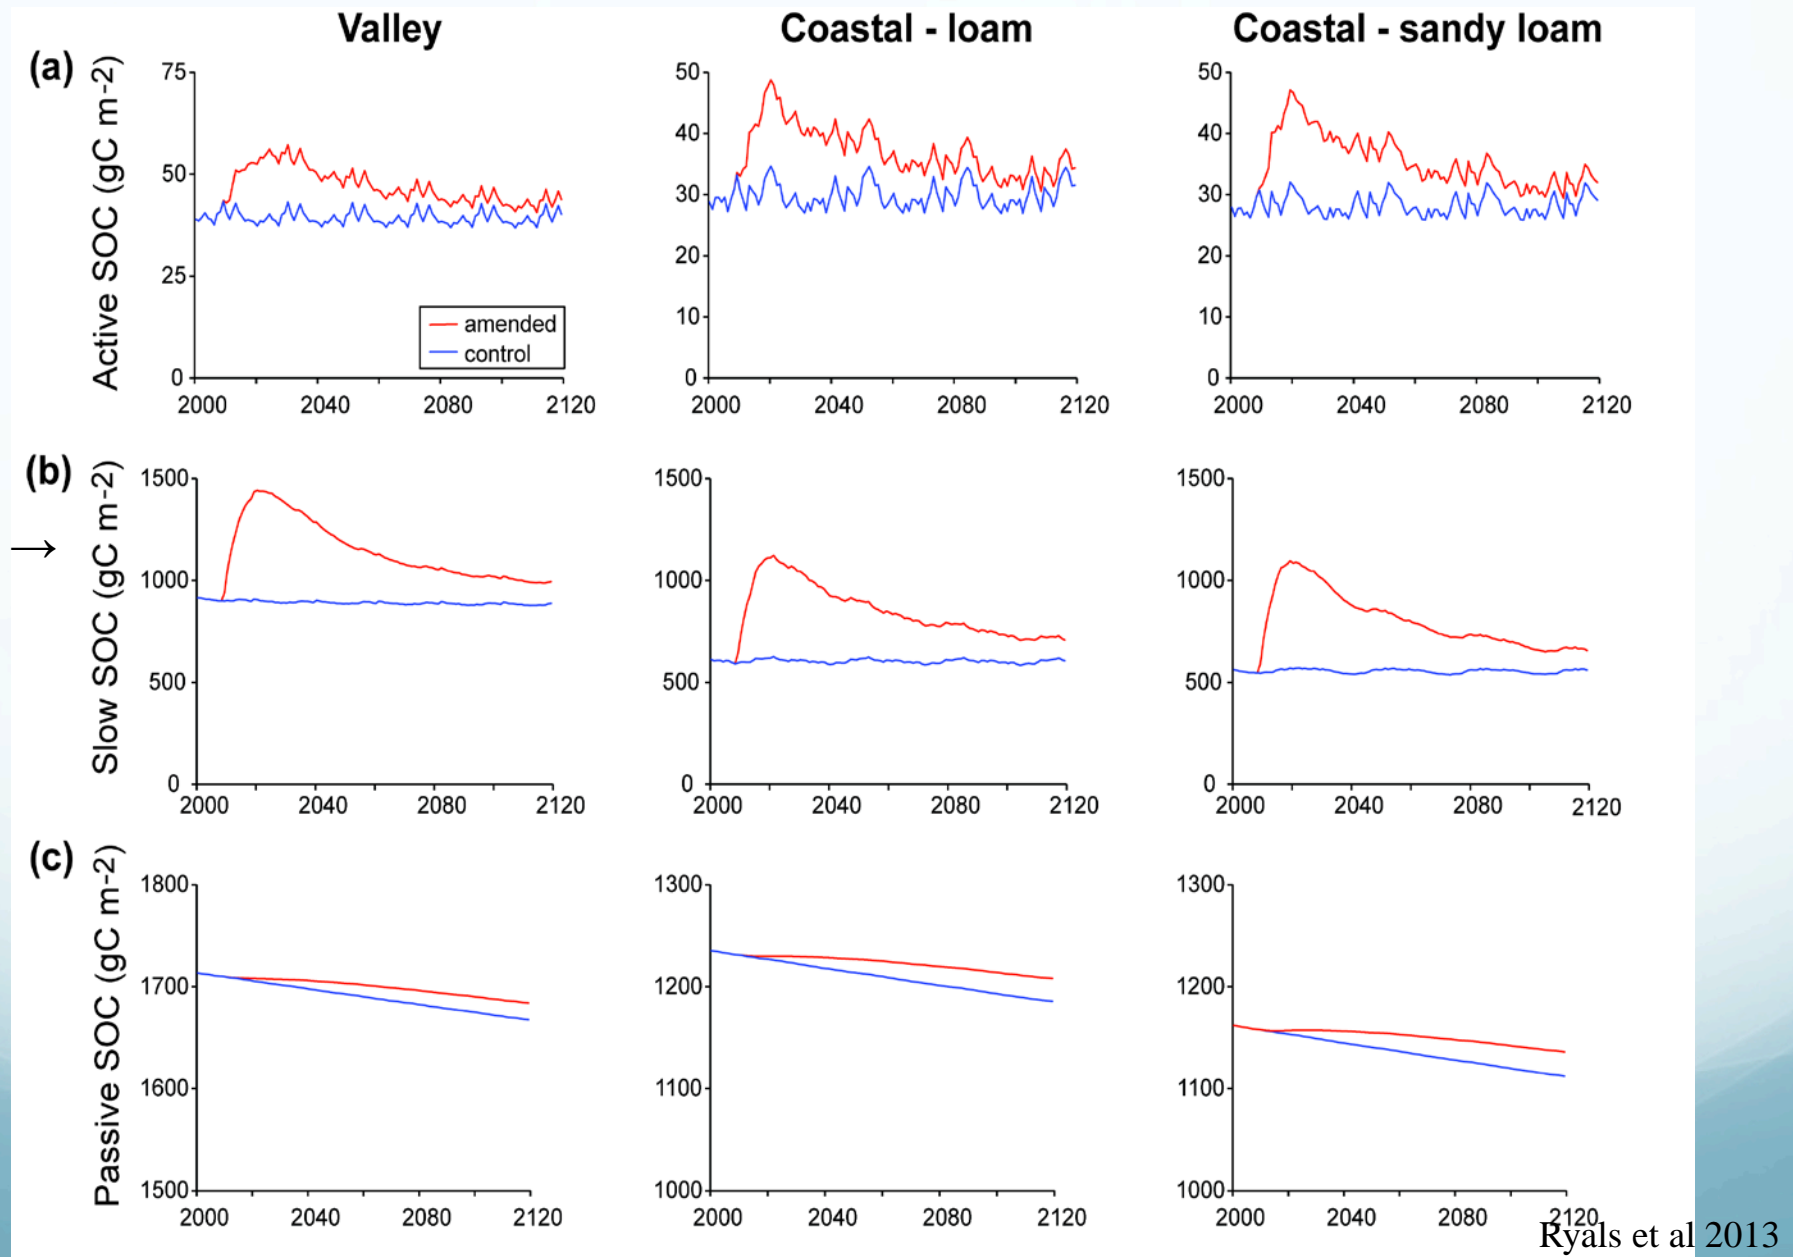 Valley
Coastal - loam
Coastal - sandy loam
(a)
Active SOC (gC m-2)
75
50
25
0
2000 2040 2080 2120
amended
control
50
40
30
20
10
0
2000 2040 2080 2120
50
40
30
20
10
0
2000 2040 2080 2120
(b)
→
Slow SOC (gC m-2)
1500
1000
500
0
2000 2040 2080 2120
1500
1000
500
0
2000 2040 2080 2120
1500
1000
500
0
2000 2040 2080 2120
(c)
Passive SOC (gC m-2)
1800
1700
1600
1500
2000 2040 2080 2120
1300
1200
1100
1000
2000 2040 2080 2120
1300
1200
1100
1000
2000 2040 2080 2120
Ryals et al 2013